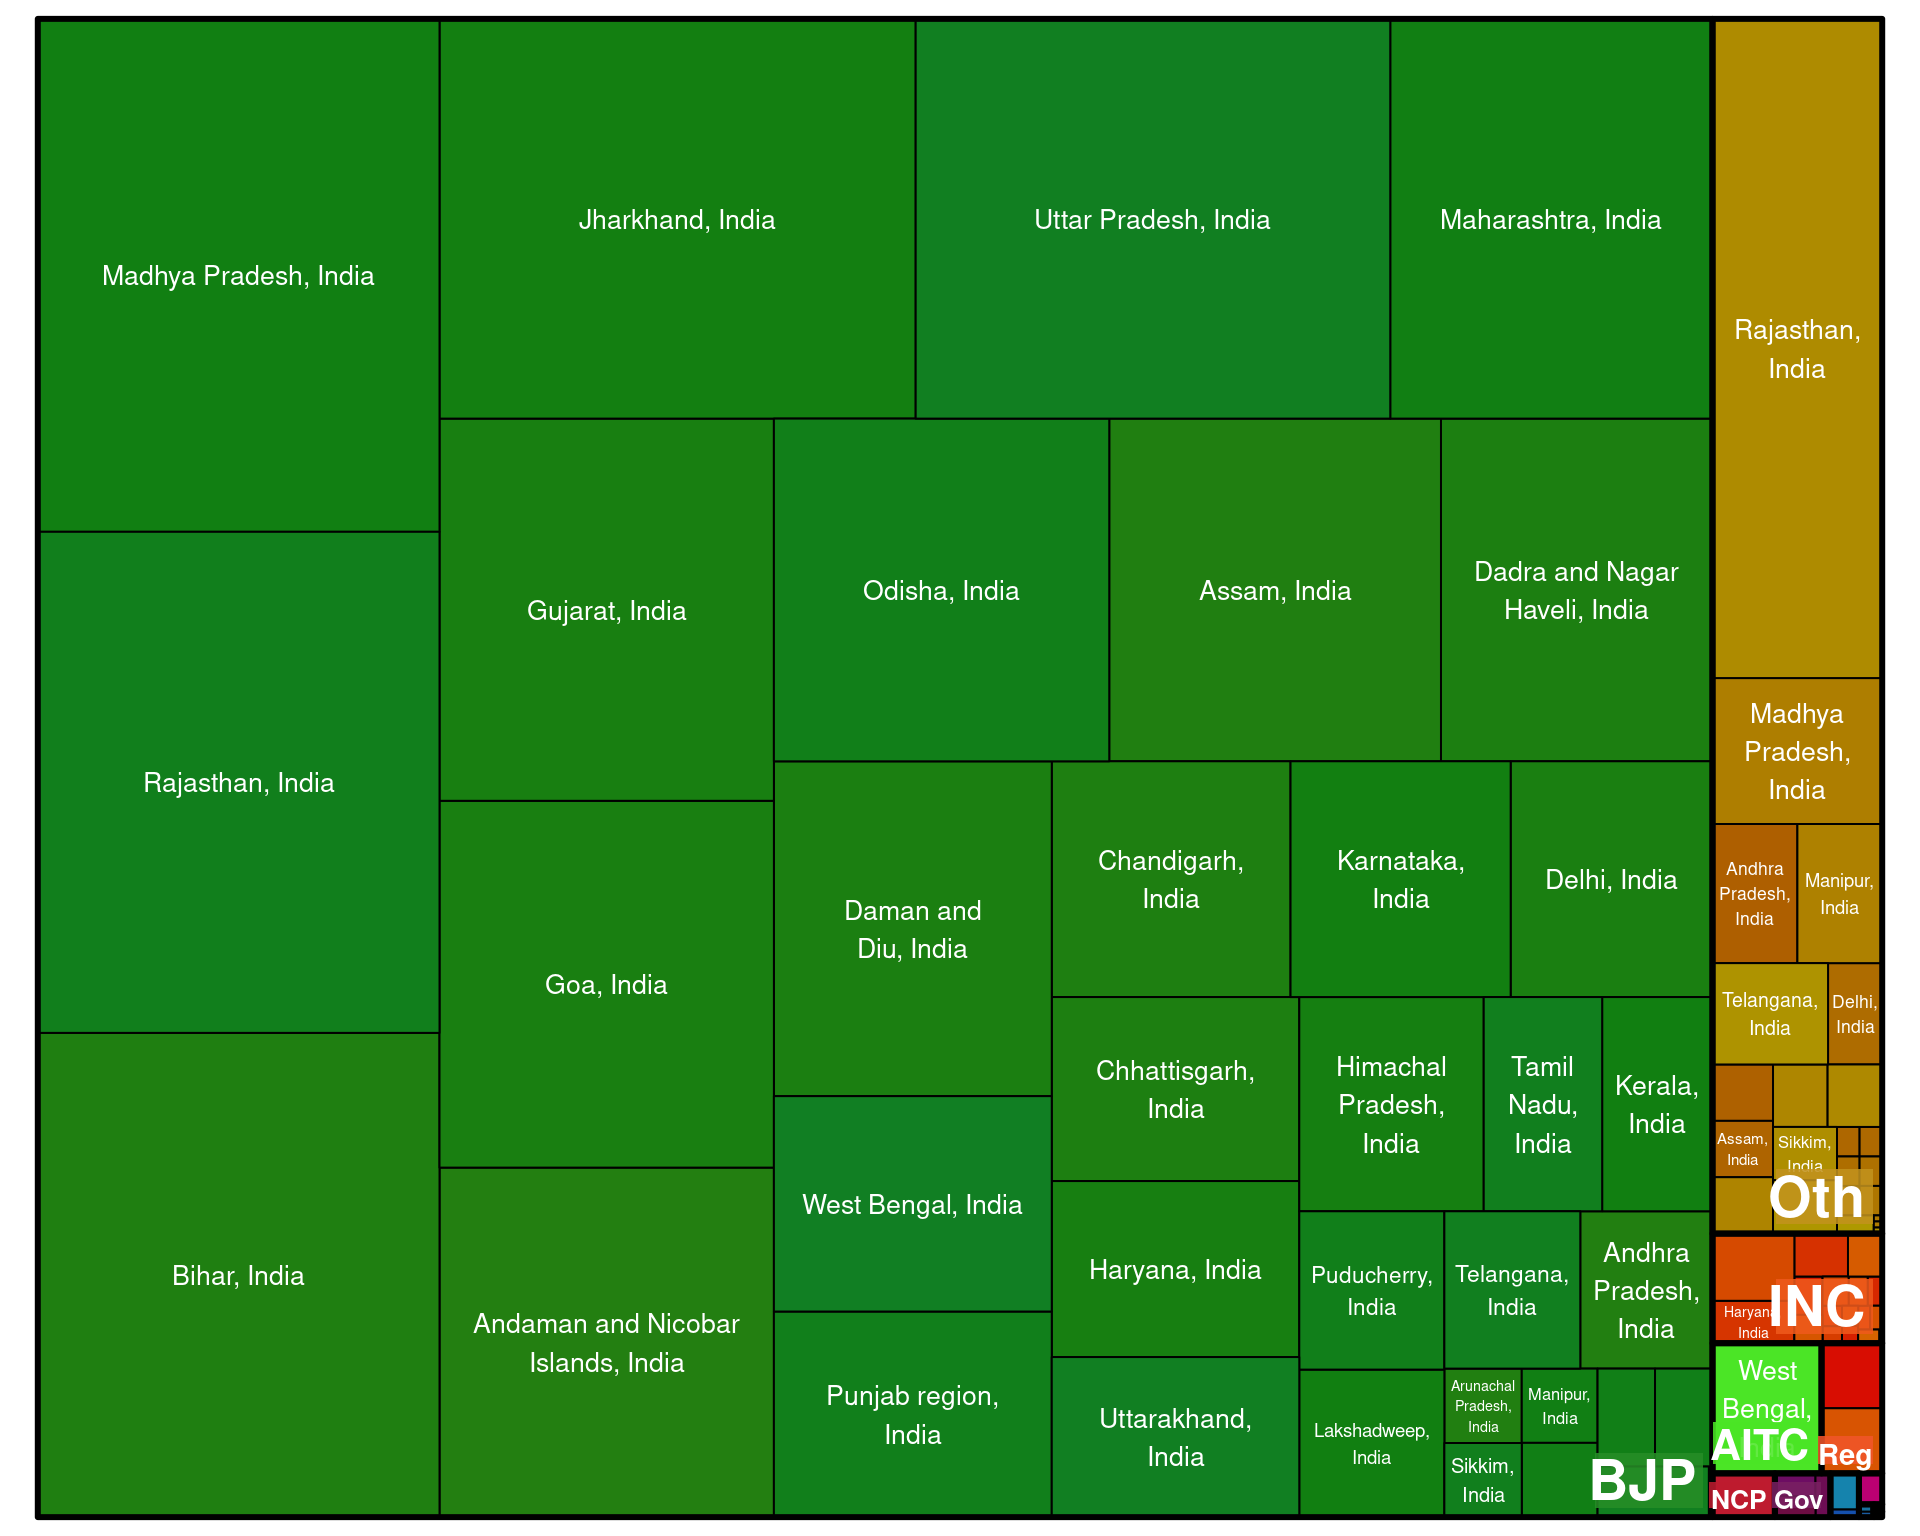 Madhya Pradesh, India
Jharkhand, India
Uttar Pradesh, India
Maharashtra, India
Rajasthan,
India
Rajasthan, India
Gujarat, India
Odisha, India
Assam, India
Dadra and Nagar
Haveli, India
Madhya
Pradesh,
India
Goa, India
Daman and
Diu, India
Chandigarh,
India
Karnataka,
India
Delhi, India
Andhra
Pradesh,
India
Manipur,
India
Telangana,
India
Delhi,
India
Bihar, India
Andaman and Nicobar
Islands, India
West Bengal, India
Punjab region,
India
Chhattisgarh,
India
Haryana, India
Uttarakhand,
India
Himachal
Pradesh,
India
Tamil
Nadu,
India
Kerala,
India
Puducherry,
India
Telangana,
India
Andhra
Pradesh,
India
Lakshadweep,
India
Arunachal
Pradesh,
India
Manipur,
India
Sikkim,
India
BJP
Assam,
India
Sikkim,
India
Oth
Haryana,
India
INC
West
Bengal,
AITC
Reg
NCP
Gov